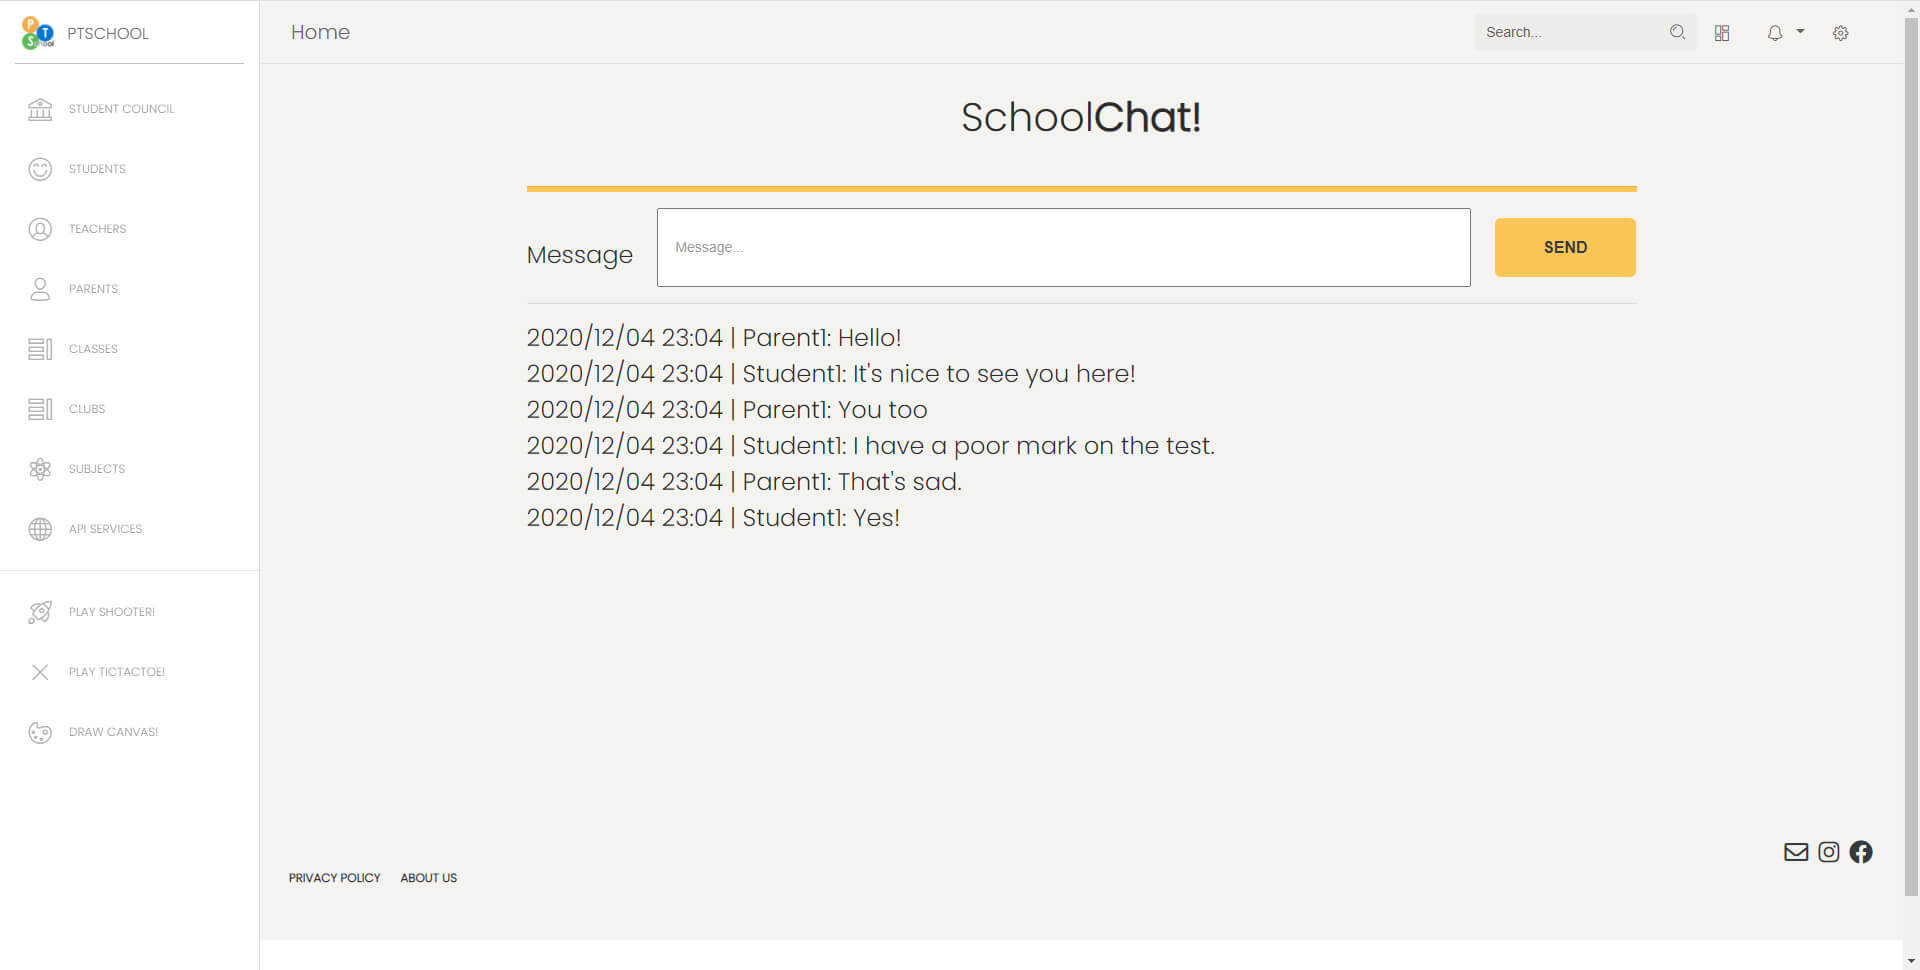 PTSCHOOL
STUDENT COUNCIL
STUDENTS
TEACHERS
PARENTS
CLASSES
CLUBS
SUBJECTS
API SERVICES
PLAY SHOOTER!
PLAY TICTACTOE!
DRAW CANVAS!
Home
Search...
SchoolChat!
Message
Message...
SEND
2020/12/04 23:04 | Parent1: Hello!
2020/12/04 23:04 | Student1: It's nice to see you here!
2020/12/04 23:04 | Parent1: You too
2020/12/04 23:04 | Student1: I have a poor mark on the test.
2020/12/04 23:04 | Parent1: That's sad.
2020/12/04 23:04 | Student1: Yes!
PRIVACY POLICY ABOUT US